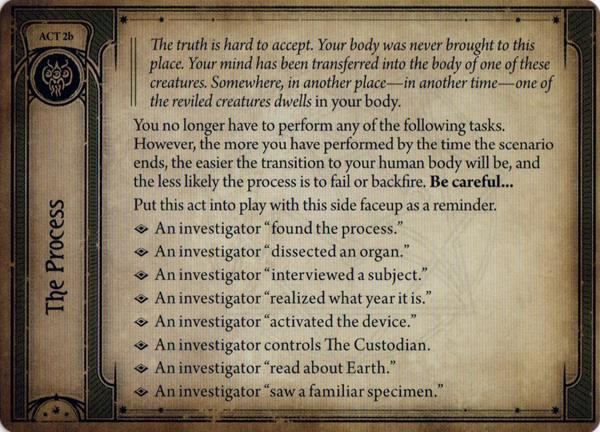 ACT 2b
The Process
The truth is hard to accept. Your body was never brought to this
place. Your mind has been transferred into the body of one of these
creatures. Somewhere, in another place—in another time—one of
the reviled creatures dwells in your body.
You no longer have to perform any of the following tasks.
However, the more you have performed by the time the scenario
ends, the easier the transition to your human body will be, and
the less likely the process is to fail or backfire. Be careful...
Put this act into play with this side faceup as a reminder.
An investigator “found the process.”
An investigator “dissected an organ.”
An investigator “interviewed a subject.”
An investigator “realized what year it is.”
An investigator “activated the device.”
An investigator controls The Custodian.
An investigator “read about Earth.”
An investigator “saw a familiar specimen.”